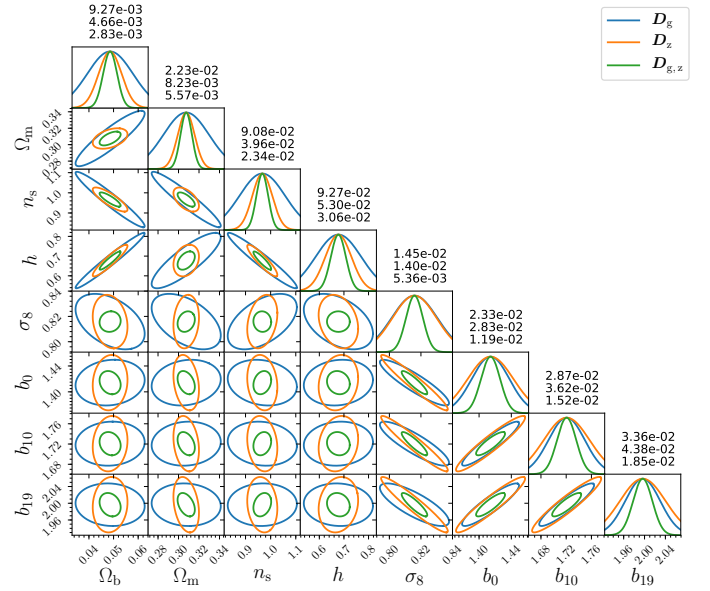 9.27e-03
4.66e-03
2.83e-03
D_g
D_z
D_g,z
2.23e-02
8.23e-03
5.57e-03
0.34
0.32
0.30
0.28
Ω_m
9.08e-02
3.96e-02
2.34e-02
1.1
1.0
0.9
n_s
9.27e-02
5.30e-02
3.06e-02
0.8
0.7
0.6
h
1.45e-02
1.40e-02
5.36e-03
0.84
0.82
0.80
σ_8
2.33e-02
2.83e-02
1.19e-02
1.44
1.40
b_0
2.87e-02
3.62e-02
1.52e-02
1.76
1.72
1.68
b_10
3.36e-02
4.38e-02
1.85e-02
2.04
2.00
1.96
b_19
0.04 0.05 0.06 0.28 0.30 0.32 0.34 0.9 1.0 1.1 0.6 0.7 0.8 0.80 0.82 0.84 1.40 1.44 1.68 1.72 1.76 1.96 2.00 2.04
Ω_b Ω_m n_s h σ_8 b_0 b_10 b_19